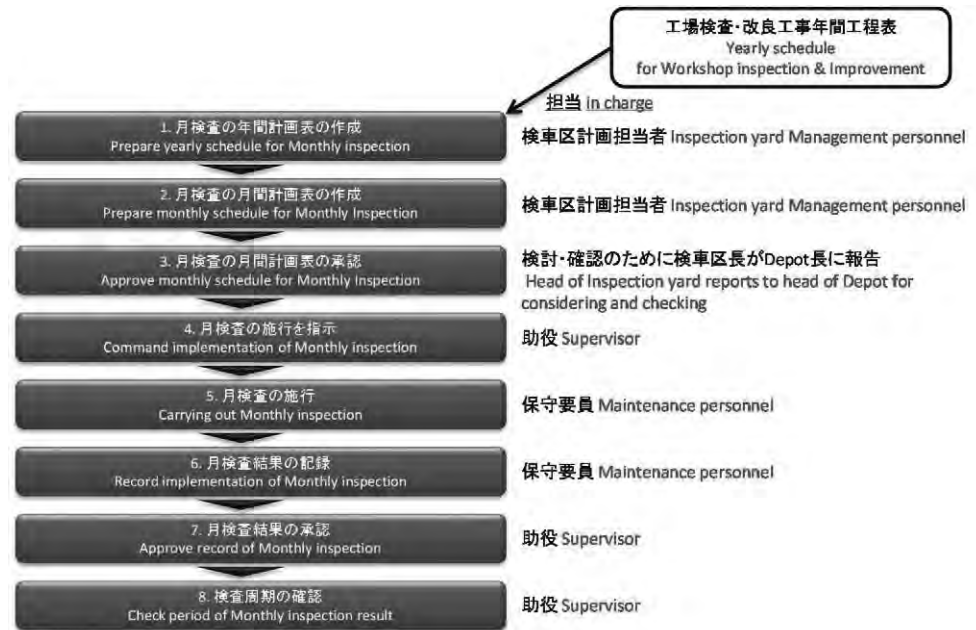 工場検査・改良工事年間工程表
Yearly schedule
for Workshop inspection & Improvement
担当 in charge
1. 月検査の年間計画表の作成
Prepare yearly schedule for Monthly inspection
検車区計画担当者 Inspection yard Management personnel
2. 月検査の月間計画表の作成
Prepare monthly schedule for Monthly Inspection
検車区計画担当者 Inspection yard Management personnel
3. 月検査の月間計画表の承認
Approve monthly schedule for Monthly Inspection
検討・確認のために検車区長がDepot長に報告
Head of Inspection yard reports to head of Depot for
considering and checking
4. 月検査の施行を指示
Command implementation of Monthly inspection
助役 Supervisor
5. 月検査の施行
Carrying out Monthly inspection
保守要員 Maintenance personnel
6. 月検査結果の記録
Record implementation of Monthly inspection
保守要員 Maintenance personnel
7. 月検査結果の承認
Approve record of Monthly inspection
助役 Supervisor
8. 検査周期の確認
Check period of Monthly inspection result
助役 Supervisor